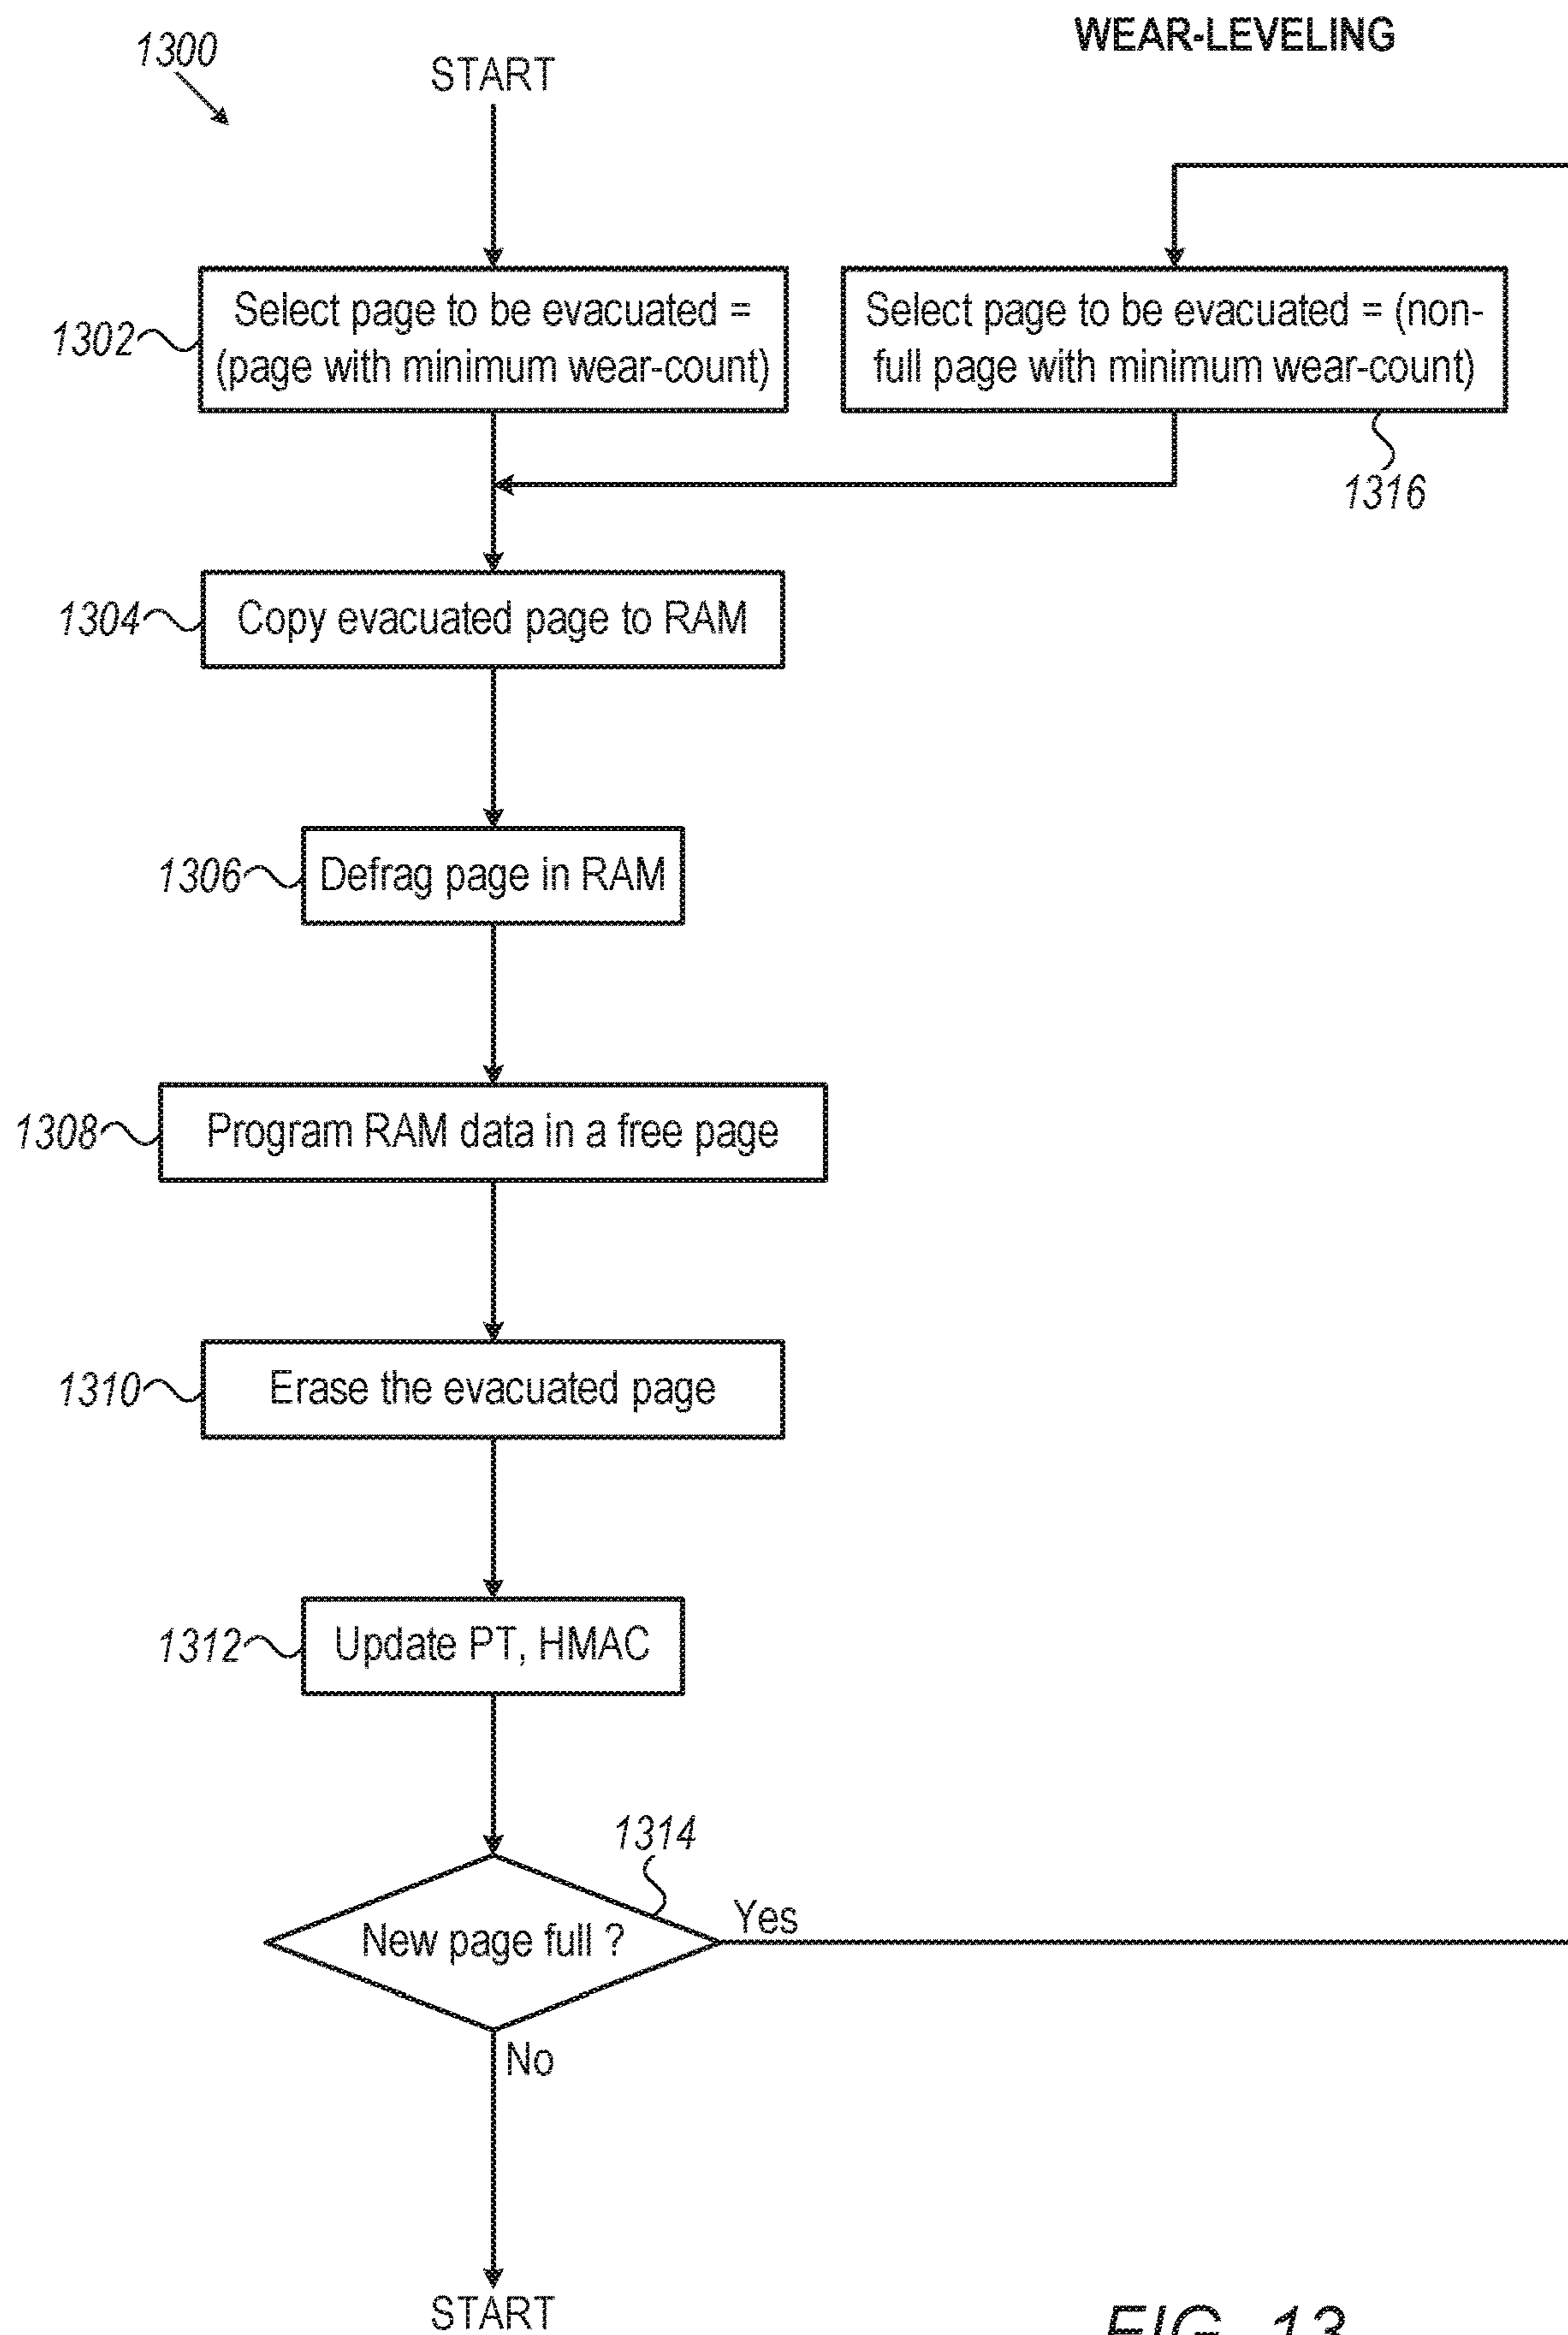 WEAR-LEVELING
1300
START
1302
Select page to be evacuated =
(page with minimum wear-count)
Select page to be evacuated = (non-
full page with minimum wear-count)
1316
1304
Copy evacuated page to RAM
1306
Defrag page in RAM
1308
Program RAM data in a free page
1310
Erase the evacuated page
1312
Update PT, HMAC
1314
New page full ?
Yes
No
START
FIG. 13